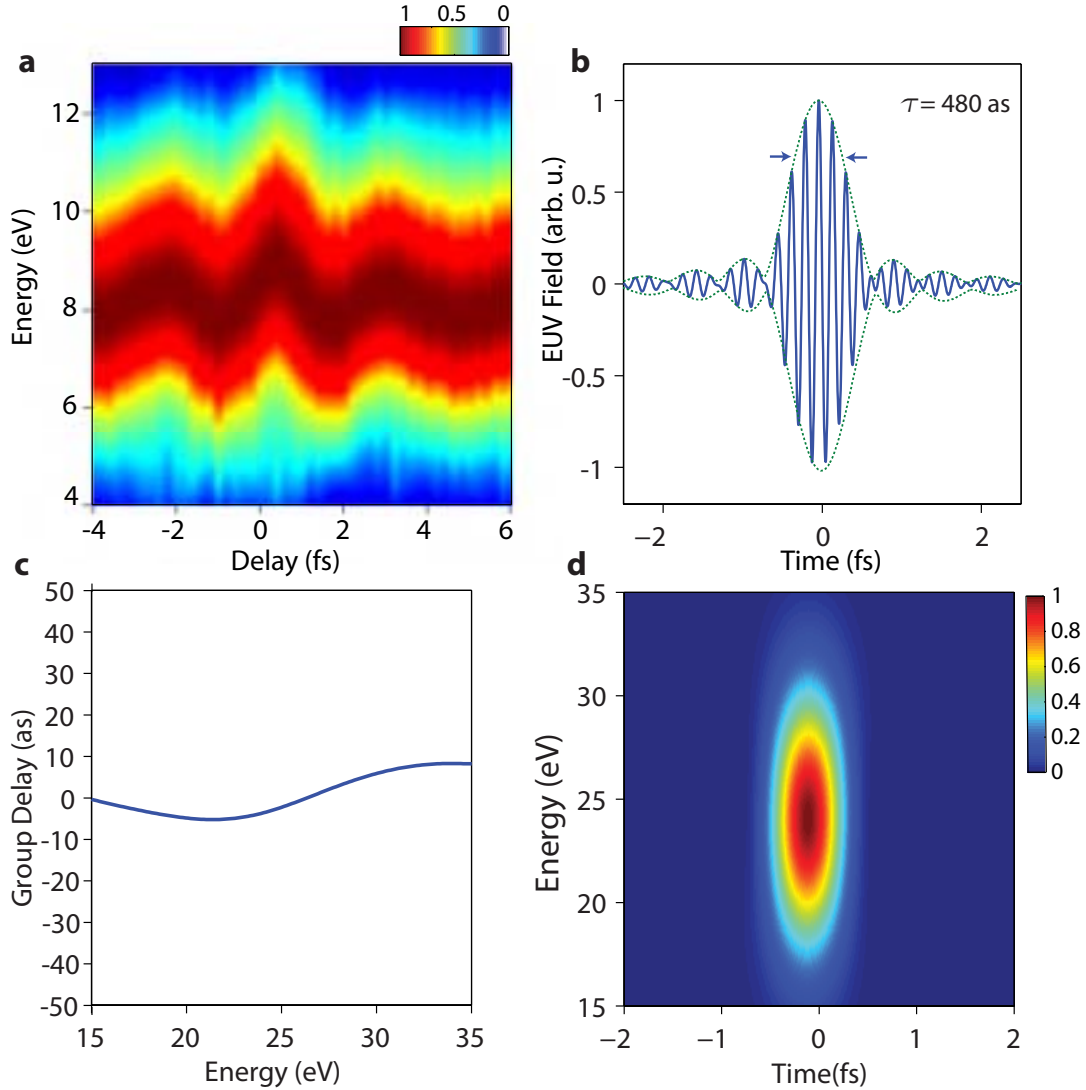 1 0.5 0
a
12
10
8
6
4
Energy (eV)
-4 -2 0 2 4 6
Delay (fs)
b
τ = 480 as
1
0.5
0
-0.5
-1
EUV Field (arb. u.)
−2 0 2
Time (fs)
c
50
40
30
20
10
0
-10
-20
-30
-40
-50
Group Delay (as)
15 20 25 30 35
Energy (eV)
d
35
30
25
20
15
Energy (eV)
−2 −1 0 1 2
Time(fs)
1
0.8
0.6
0.4
0.2
0